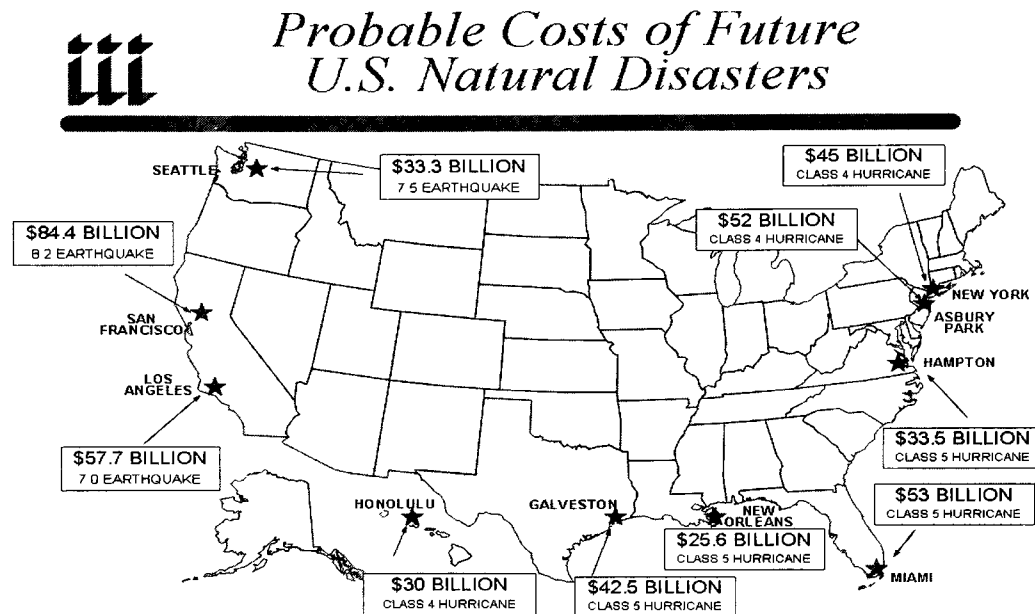 iii
Probable Costs of Future
U.S. Natural Disasters
SEATTLE
$33.3 BILLION
7 5 EARTHQUAKE
$45 BILLION
CLASS 4 HURRICANE
$52 BILLION
CLASS 4 HURRICANE
$84.4 BILLION
8 2 EARTHQUAKE
NEW YORK
ASBURY
PARK
SAN
FRANCISCO
HAMPTON
LOS
ANGELES
$33.5 BILLION
CLASS 5 HURRICANE
$57.7 BILLION
7 0 EARTHQUAKE
$53 BILLION
CLASS 5 HURRICANE
HONOLULU
GALVESTON
NEW
ORLEANS
$25.6 BILLION
CLASS 5 HURRICANE
MIAMI
$30 BILLION
CLASS 4 HURRICANE
$42.5 BILLION
CLASS 5 HURRICANE